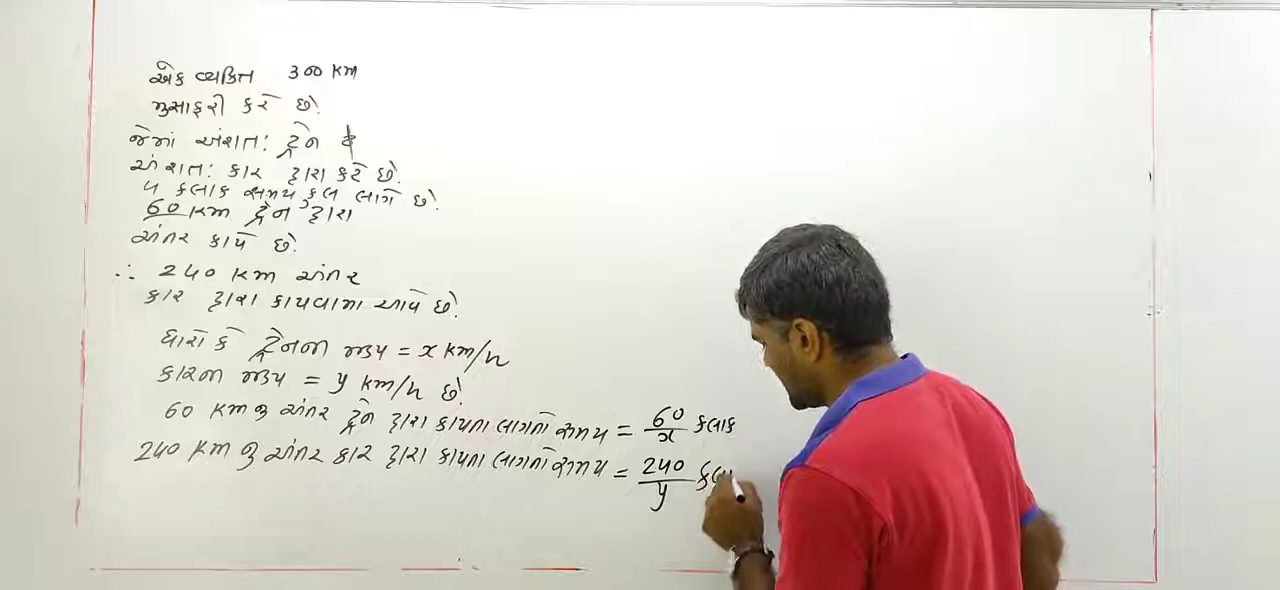 એક વ્યકિત 300 km
મુસાફરી કરે છે.
જેમાં અંશત: ટ્રેન
અંશત: કાર દ્વારા કરે છે.
૫ કલાક સમય કુલ લાગે છે.
60 km ટ્રેન દ્વારા
અંતર કાપે છે.
∴ 240 km અંતર
કાર દ્વારા કાપવામાં આવે છે.
ધારો કે ટ્રેનની ઝડપ = x km/h
કારની ઝડપ = y km/h છે.
60 km નુ અંતર ટ્રેન દ્વારા કાપતા લાગતો સમય = 60/x કલાક
240 km નુ અંતર કાર દ્વારા કાપતા લાગતો સમય = 240/y